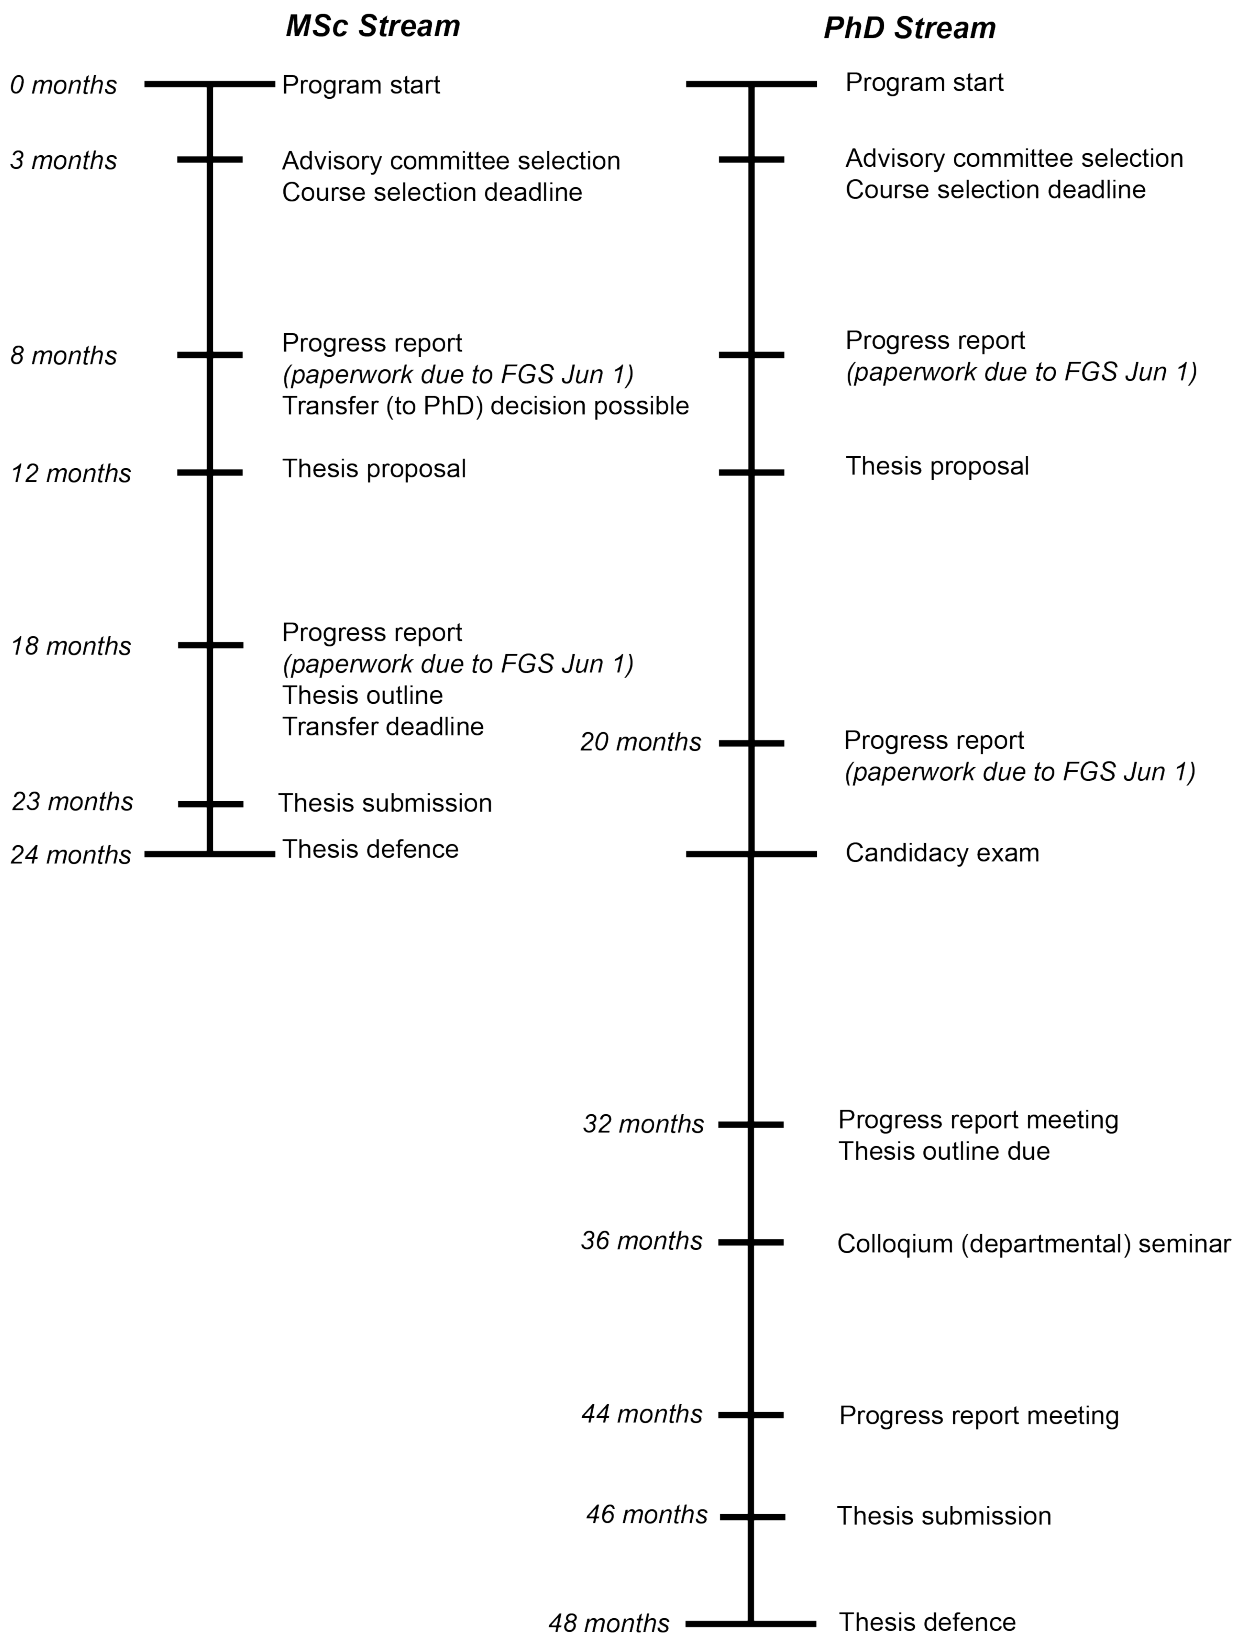 MSc Stream
PhD Stream
0 months
Program start
Program start
3 months
Advisory committee selection
Course selection deadline
Advisory committee selection
Course selection deadline
8 months
Progress report
(paperwork due to FGS Jun 1)
Transfer (to PhD) decision possible
Progress report
(paperwork due to FGS Jun 1)
12 months
Thesis proposal
Thesis proposal
18 months
Progress report
(paperwork due to FGS Jun 1)
Thesis outline
Transfer deadline
20 months
Progress report
(paperwork due to FGS Jun 1)
23 months
Thesis submission
24 months
Thesis defence
Candidacy exam
32 months
Progress report meeting
Thesis outline due
36 months
Colloqium (departmental) seminar
44 months
Progress report meeting
46 months
Thesis submission
48 months
Thesis defence